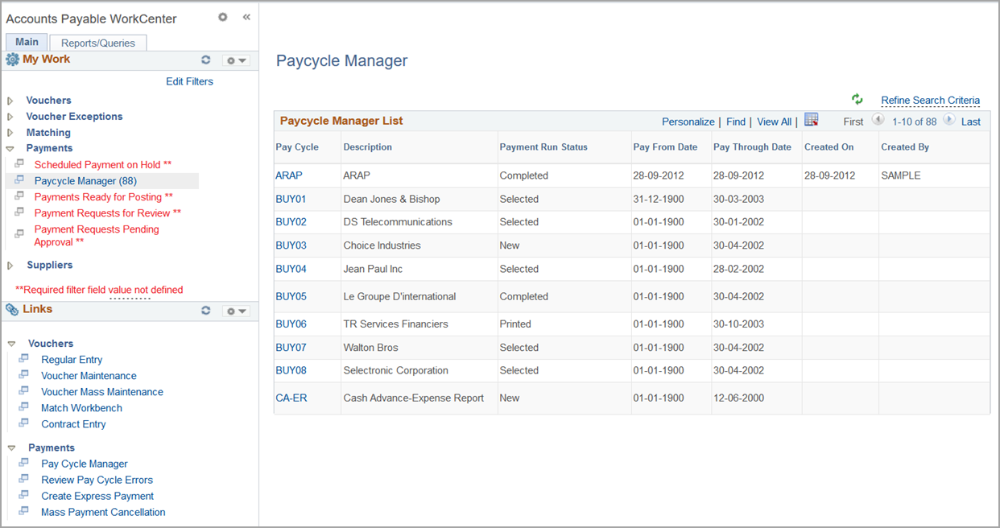 Accounts Payable WorkCenter
Main Reports/Queries
My Work
Edit Filters
Vouchers
Voucher Exceptions
Matching
Payments
Scheduled Payment on Hold **
Paycycle Manager (88)
Payments Ready for Posting **
Payment Requests for Review **
Payment Requests Pending
Approval **
Suppliers
**Required filter field value not defined
Links
Vouchers
Regular Entry
Voucher Maintenance
Voucher Mass Maintenance
Match Workbench
Contract Entry
Payments
Pay Cycle Manager
Review Pay Cycle Errors
Create Express Payment
Mass Payment Cancellation
Paycycle Manager
Refine Search Criteria
Paycycle Manager List Personalize | Find | View All | First 1-10 of 88 Last
Pay Cycle Description Payment Run Status Pay From Date Pay Through Date Created On Created By
ARAP ARAP Completed 28-09-2012 28-09-2012 28-09-2012 SAMPLE
BUY01 Dean Jones & Bishop Selected 31-12-1900 30-03-2003
BUY02 DS Telecommunications Selected 01-01-1900 30-01-2002
BUY03 Choice Industries New 01-01-1900 30-04-2002
BUY04 Jean Paul Inc Selected 01-01-1900 28-02-2002
BUY05 Le Groupe D'international Completed 01-01-1900 30-04-2002
BUY06 TR Services Financiers Printed 01-01-1900 30-10-2003
BUY07 Walton Bros Selected 01-01-1900 30-04-2002
BUY08 Selectronic Corporation Selected 01-01-1900 30-04-2002
CA-ER Cash Advance-Expense Report New 01-01-1900 12-06-2000